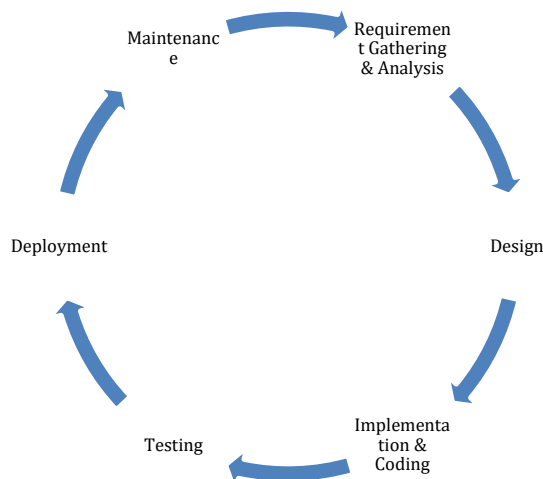 Maintenanc
e
Requiremen
t Gathering
& Analysis
Deployment
Design
Testing
Implementa
tion &
Coding